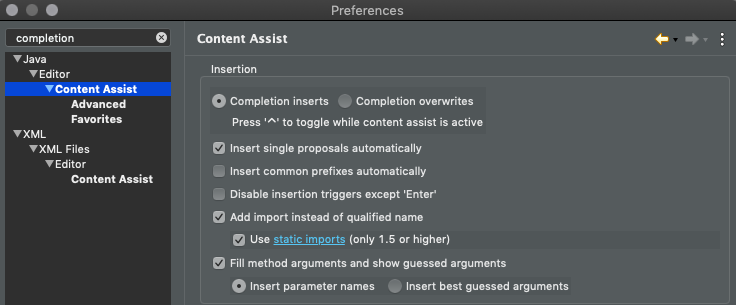 Preferences
completion
Java
Editor
Content Assist
Advanced
Favorites
XML
XML Files
Editor
Content Assist
Content Assist
Insertion
Completion inserts Completion overwrites
Press '^' to toggle while content assist is active
Insert single proposals automatically
Insert common prefixes automatically
Disable insertion triggers except 'Enter'
Add import instead of qualified name
Use static imports (only 1.5 or higher)
Fill method arguments and show guessed arguments
Insert parameter names Insert best guessed arguments